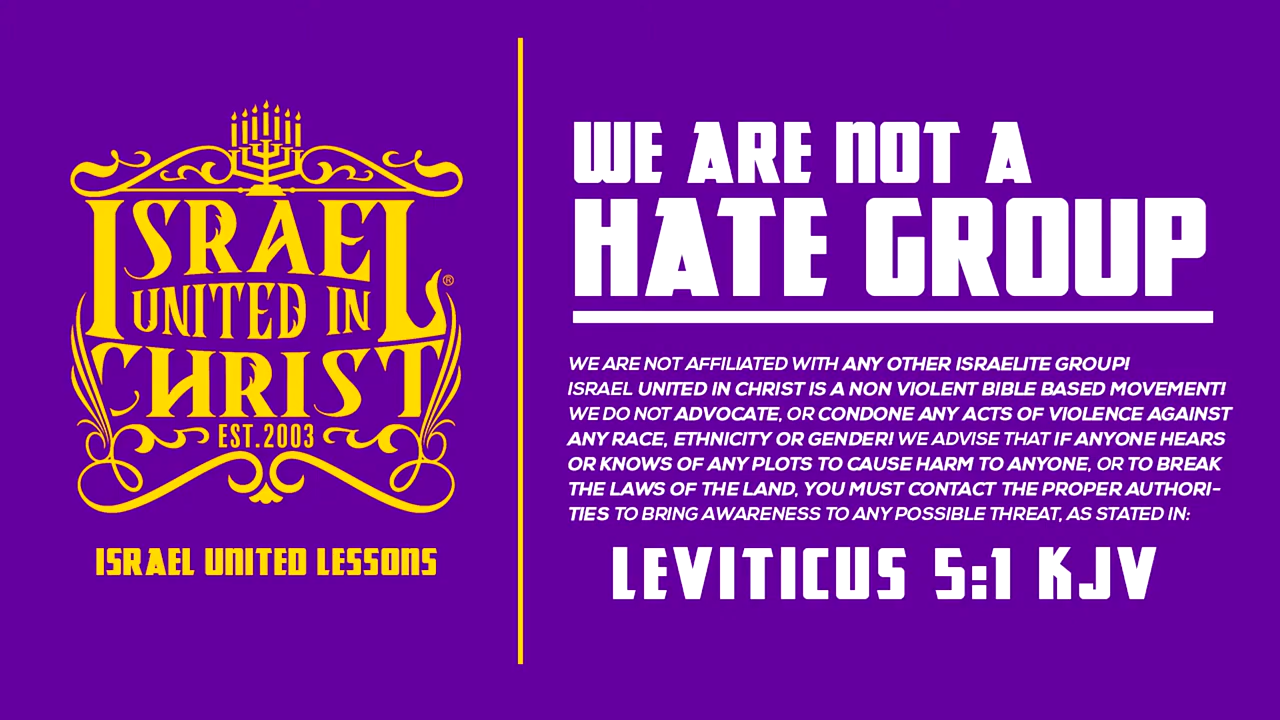 ISRAEL
UNITED IN
CHRIST
®
EST.2003
ISRAEL UNITED LESSONS
WE ARE NOT A
HATE GROUP
WE ARE NOT AFFILIATED WITH ANY OTHER ISRAELITE GROUP!
ISRAEL UNITED IN CHRIST IS A NON VIOLENT BIBLE BASED MOVEMENT!
WE DO NOT ADVOCATE, OR CONDONE ANY ACTS OF VIOLENCE AGAINST
ANY RACE, ETHNICITY OR GENDER! WE ADVISE THAT IF ANYONE HEARS
OR KNOWS OF ANY PLOTS TO CAUSE HARM TO ANYONE, OR TO BREAK
THE LAWS OF THE LAND, YOU MUST CONTACT THE PROPER AUTHORI-
TIES TO BRING AWARENESS TO ANY POSSIBLE THREAT, AS STATED IN:
LEVITICUS 5:1 KJV